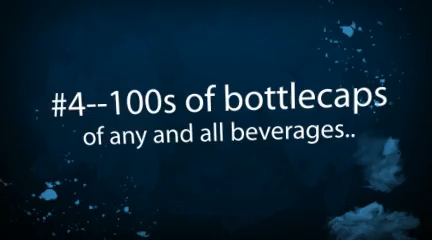 #4--100s of bottlecaps
of any and all beverages..